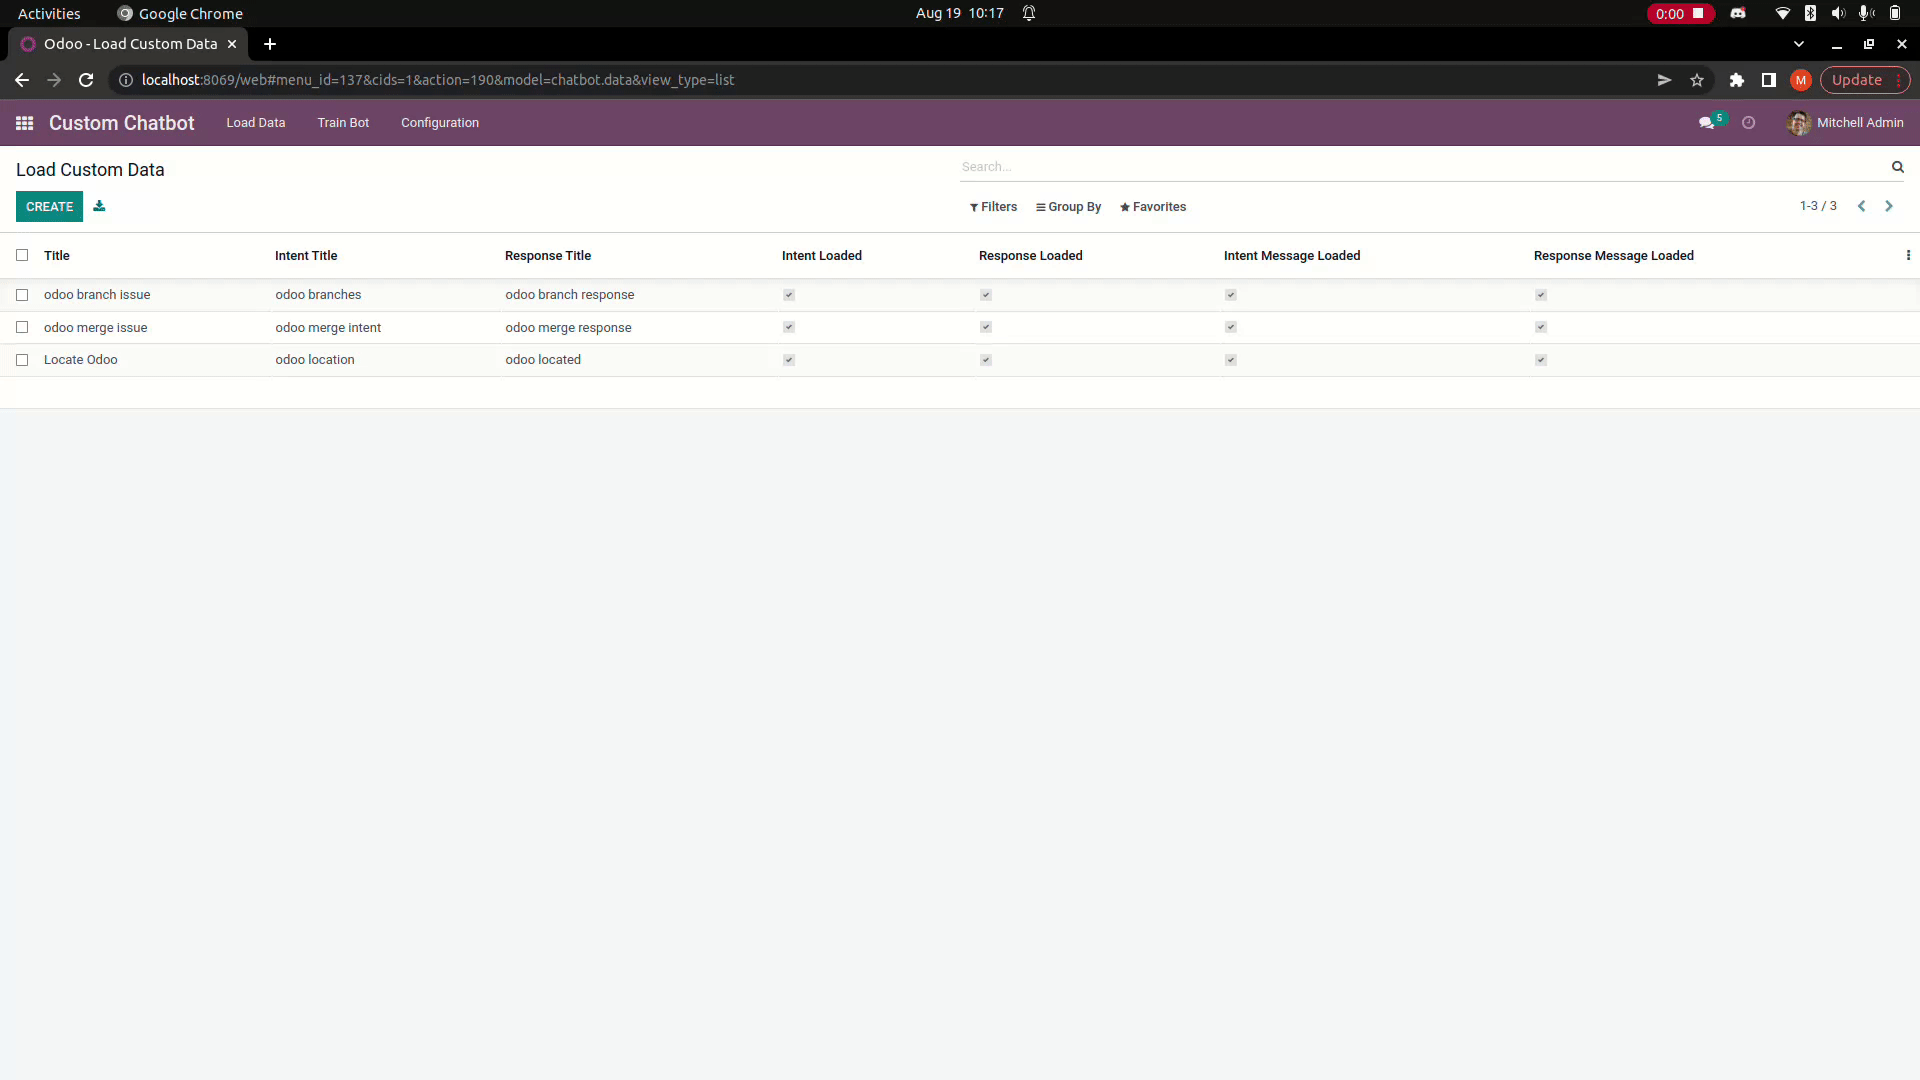 Activities Google Chrome Aug 19 10:17 0:00
Odoo - Load Custom Data
localhost:8069/web#menu_id=137&cids=1&action=190&model=chatbot.data&view_type=list M Update
Custom Chatbot Load Data Train Bot Configuration 5 Mitchell Admin
Load Custom Data Search...
CREATE Filters Group By Favorites 1-3 / 3
Title Intent Title Response Title Intent Loaded Response Loaded Intent Message Loaded Response Message Loaded
odoo branch issue odoo branches odoo branch response
odoo merge issue odoo merge intent odoo merge response
Locate Odoo odoo location odoo located